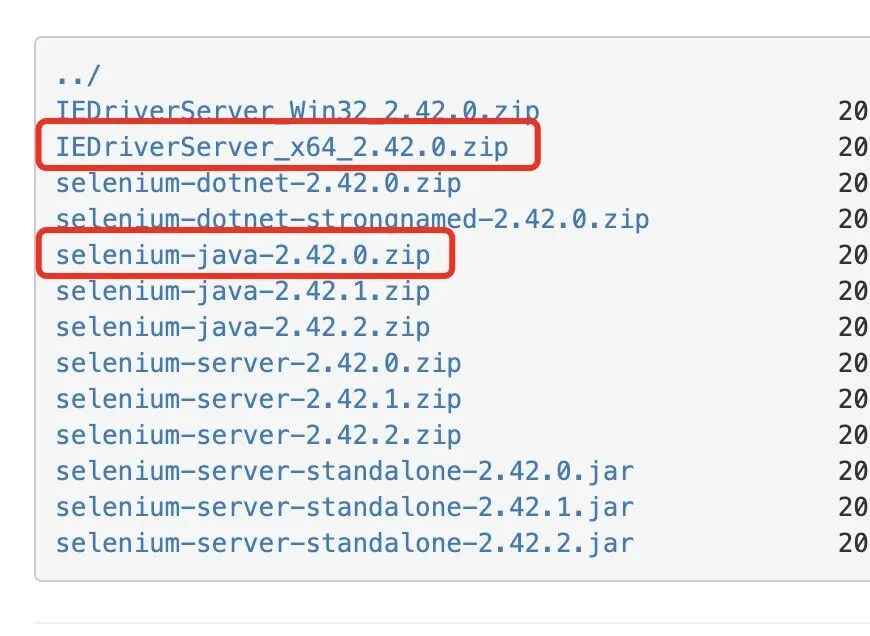 ../
IEDriverServer_Win32_2.42.0.zip 20
IEDriverServer_x64_2.42.0.zip 20
selenium-dotnet-2.42.0.zip 20
selenium-dotnet-strongnamed-2.42.0.zip 20
selenium-java-2.42.0.zip 20
selenium-java-2.42.1.zip 20
selenium-java-2.42.2.zip 20
selenium-server-2.42.0.zip 20
selenium-server-2.42.1.zip 20
selenium-server-2.42.2.zip 20
selenium-server-standalone-2.42.0.jar 20
selenium-server-standalone-2.42.1.jar 20
selenium-server-standalone-2.42.2.jar 20